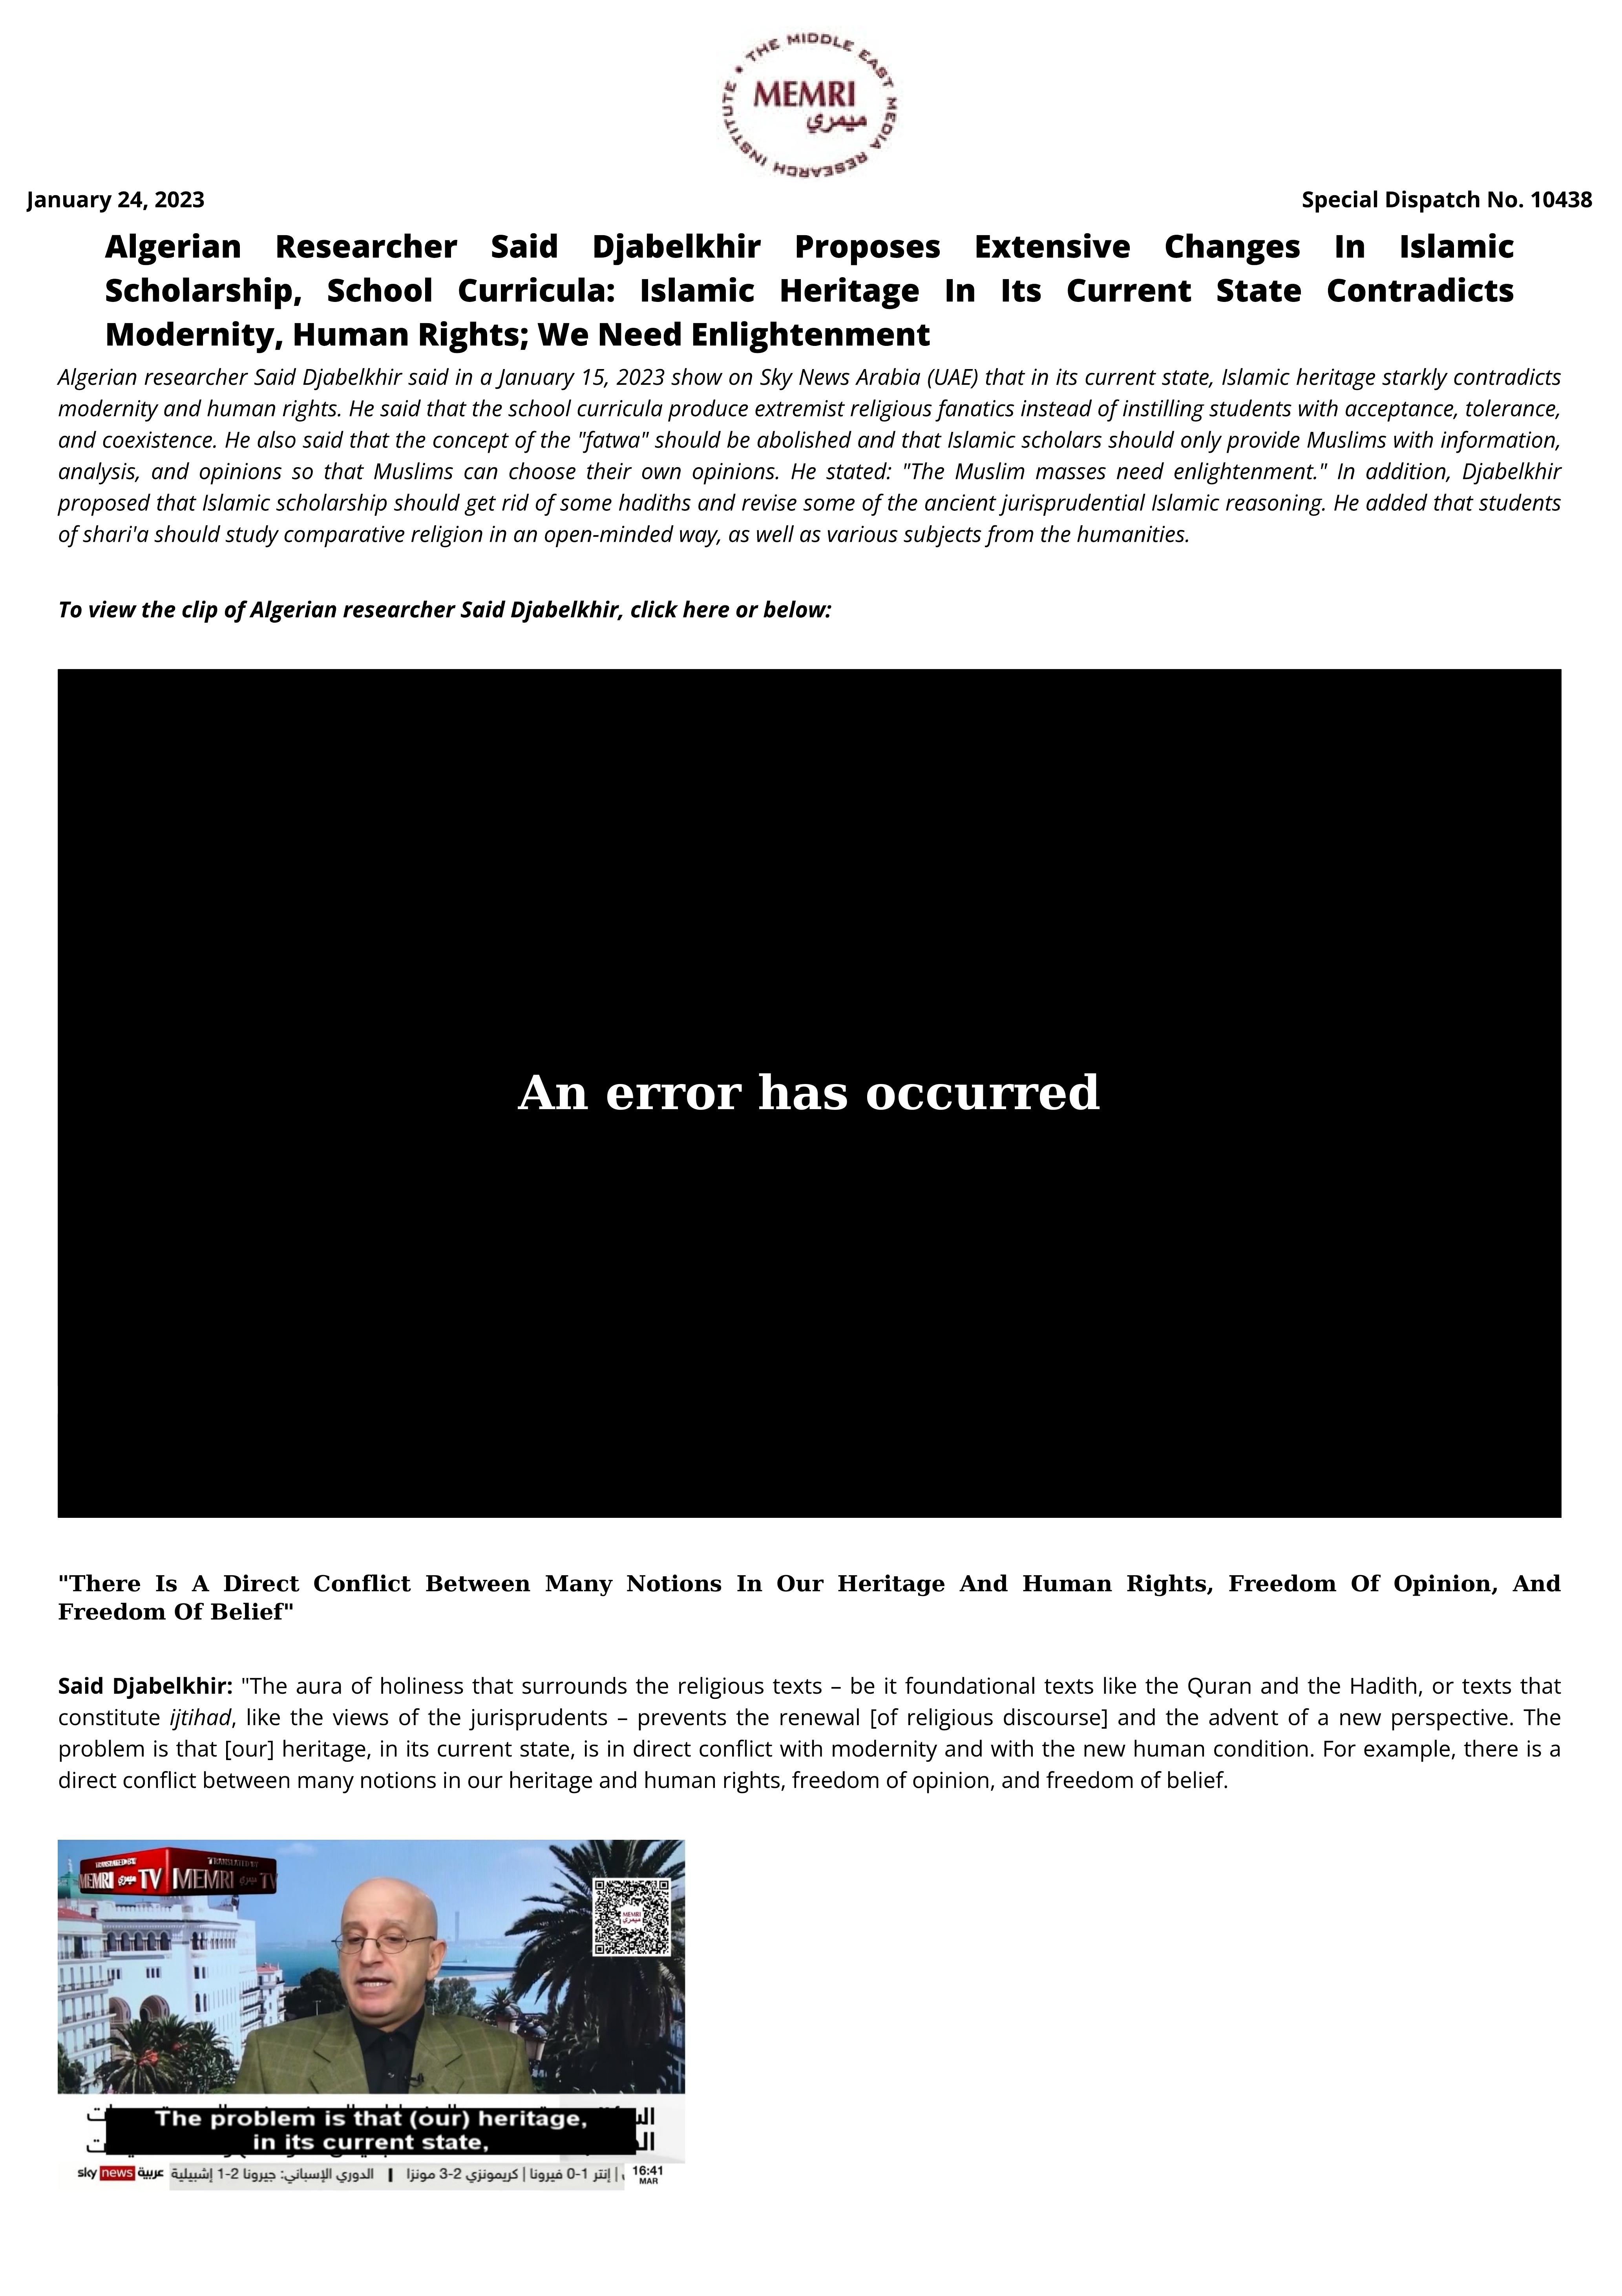 THE MIDDLE EAST MEDIA RESEARCH INSTITUTE
MEMRI
ميمري
January 24, 2023
Special Dispatch No. 10438
Algerian Researcher Said Djabelkhir Proposes Extensive Changes In Islamic
Scholarship, School Curricula: Islamic Heritage In Its Current State Contradicts
Modernity, Human Rights; We Need Enlightenment
Algerian researcher Said Djabelkhir said in a January 15, 2023 show on Sky News Arabia (UAE) that in its current state, Islamic heritage starkly contradicts
modernity and human rights. He said that the school curricula produce extremist religious fanatics instead of instilling students with acceptance, tolerance,
and coexistence. He also said that the concept of the "fatwa" should be abolished and that Islamic scholars should only provide Muslims with information,
analysis, and opinions so that Muslims can choose their own opinions. He stated: "The Muslim masses need enlightenment." In addition, Djabelkhir
proposed that Islamic scholarship should get rid of some hadiths and revise some of the ancient jurisprudential Islamic reasoning. He added that students
of shari'a should study comparative religion in an open-minded way, as well as various subjects from the humanities.
To view the clip of Algerian researcher Said Djabelkhir, click here or below:
An error has occurred
"There Is A Direct Conflict Between Many Notions In Our Heritage And Human Rights, Freedom Of Opinion, And
Freedom Of Belief"
Said Djabelkhir: "The aura of holiness that surrounds the religious texts – be it foundational texts like the Quran and the Hadith, or texts that
constitute ijtihad, like the views of the jurisprudents – prevents the renewal [of religious discourse] and the advent of a new perspective. The
problem is that [our] heritage, in its current state, is in direct conflict with modernity and with the new human condition. For example, there is a
direct conflict between many notions in our heritage and human rights, freedom of opinion, and freedom of belief.
TRANSLATED BY
MEMRI ميمري TV
TRANSLATED BY
MEMRI ميمري TV
MEMRI
ميمري
The problem is that (our) heritage,
in its current state,
sky news عربية
إنتر 1-0 فيرونا | كريمونزي 2-3 مونزا | الدوري الإسباني: جيرونا 2-1 إشبيلية
16:41
MAR